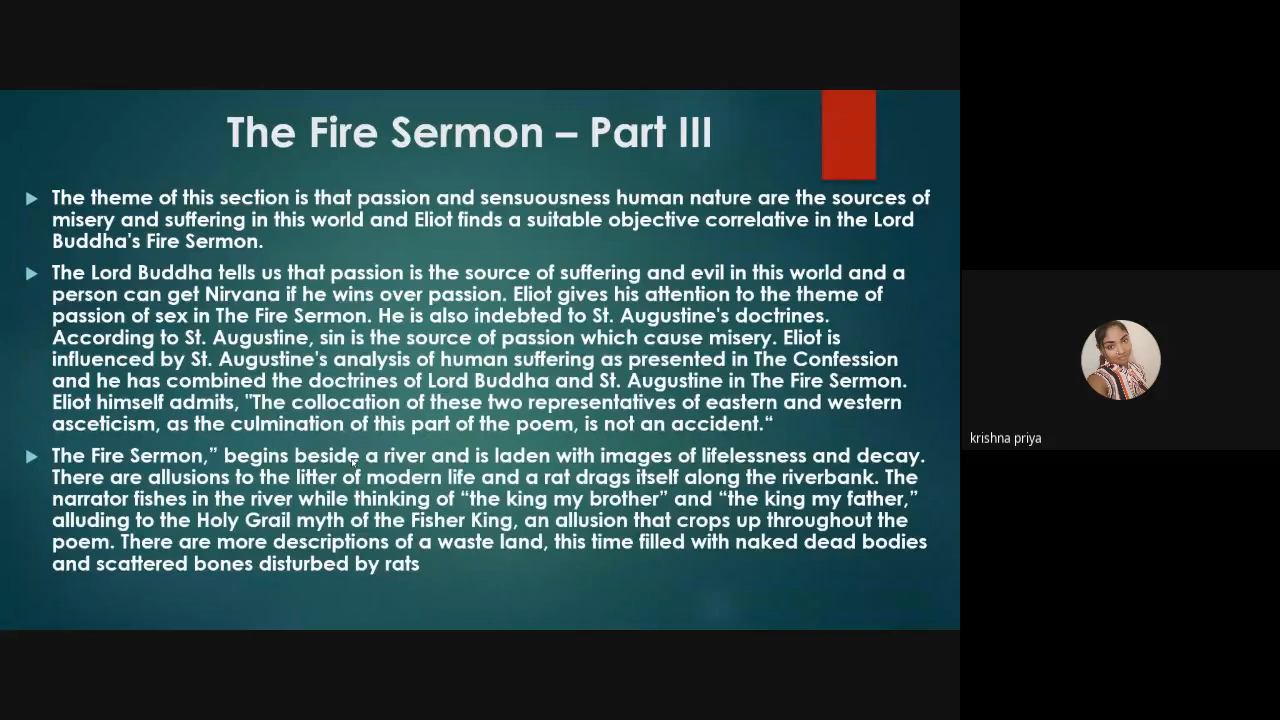 The Fire Sermon – Part III
The theme of this section is that passion and sensuousness human nature are the sources of
misery and suffering in this world and Eliot finds a suitable objective correlative in the Lord
Buddha's Fire Sermon.
The Lord Buddha tells us that passion is the source of suffering and evil in this world and a
person can get Nirvana if he wins over passion. Eliot gives his attention to the theme of
passion of sex in The Fire Sermon. He is also indebted to St. Augustine's doctrines.
According to St. Augustine, sin is the source of passion which cause misery. Eliot is
influenced by St. Augustine's analysis of human suffering as presented in The Confession
and he has combined the doctrines of Lord Buddha and St. Augustine in The Fire Sermon.
Eliot himself admits, "The collocation of these two representatives of eastern and western
asceticism, as the culmination of this part of the poem, is not an accident.“
The Fire Sermon,” begins beside a river and is laden with images of lifelessness and decay.
There are allusions to the litter of modern life and a rat drags itself along the riverbank. The
narrator fishes in the river while thinking of “the king my brother” and “the king my father,”
alluding to the Holy Grail myth of the Fisher King, an allusion that crops up throughout the
poem. There are more descriptions of a waste land, this time filled with naked dead bodies
and scattered bones disturbed by rats
krishna priya